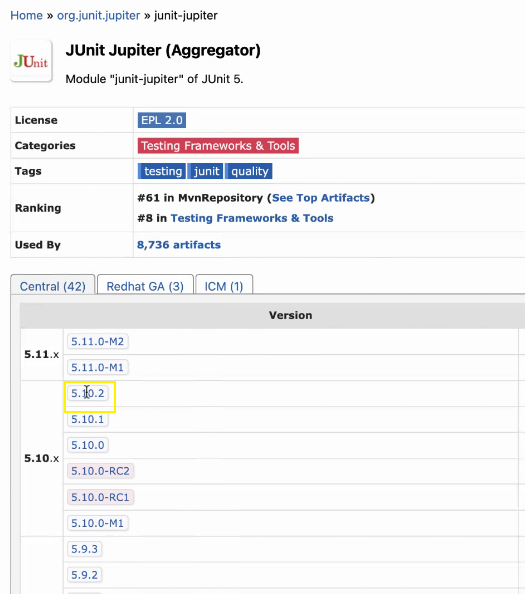 Home » org.junit.jupiter » junit-jupiter
JUnit
JUnit Jupiter (Aggregator)
Module "junit-jupiter" of JUnit 5.
License EPL 2.0
Categories Testing Frameworks & Tools
Tags testing junit quality
Ranking #61 in MvnRepository (See Top Artifacts)
#8 in Testing Frameworks & Tools
Used By 8,736 artifacts
Central (42) Redhat GA (3) ICM (1)
Version
5.11.x
5.11.0-M2
5.11.0-M1
5.10.x
5.10.2
5.10.1
5.10.0
5.10.0-RC2
5.10.0-RC1
5.10.0-M1
5.9.3
5.9.2